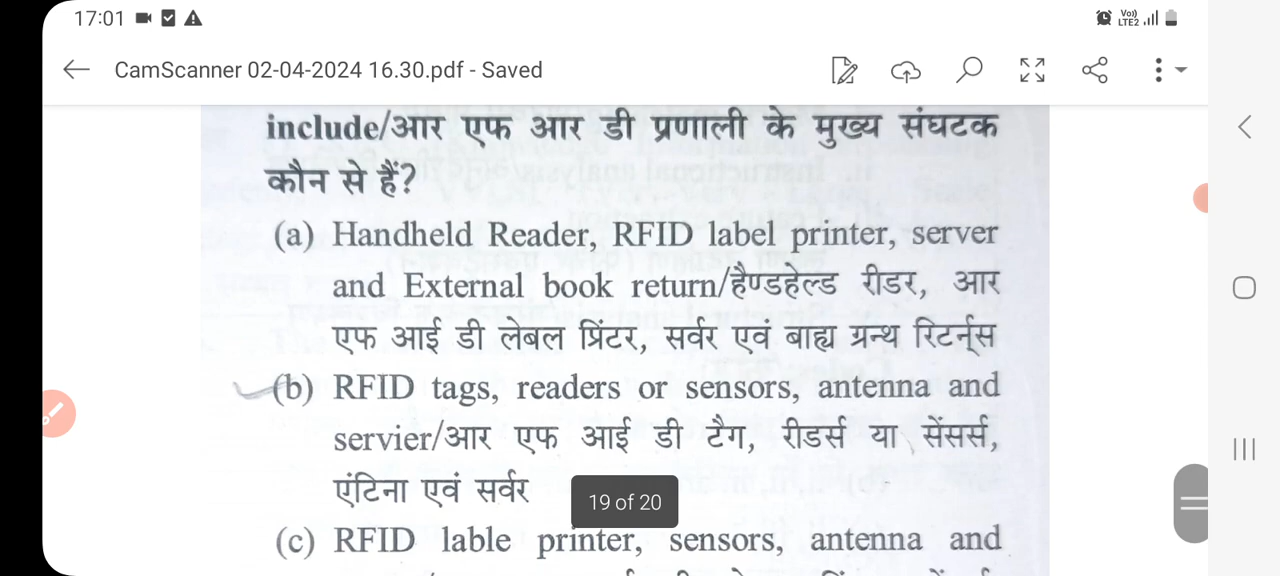 17:01
Vo)) LTE2
CamScanner 02-04-2024 16.30.pdf - Saved
include/आर एफ आर डी प्रणाली के मुख्य संघटक
कौन से हैं?
(a) Handheld Reader, RFID label printer, server
and External book return/हैण्डहेल्ड रीडर, आर
एफ आई डी लेबल प्रिंटर, सर्वर एवं बाह्य ग्रन्थ रिटर्न्स
(b) RFID tags, readers or sensors, antenna and
servier/आर एफ आई डी टैग, रीडर्स या सेंसर्स,
एंटिना एवं सर्वर
19 of 20
(c) RFID lable printer, sensors, antenna and